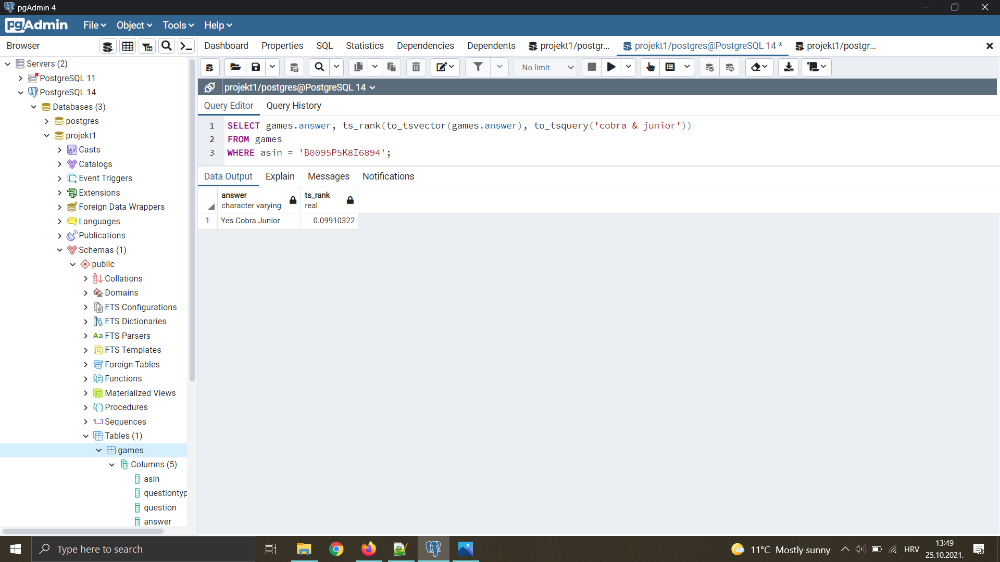 pgAdmin 4
pgAdmin File Object Tools Help
Browser
Dashboard Properties SQL Statistics Dependencies Dependents projekt1/postgr... projekt1/postgres@PostgreSQL 14 * projekt1/postgr...
No limit
projekt1/postgres@PostgreSQL 14
Query Editor Query History
1 SELECT games.answer, ts_rank(to_tsvector(games.answer), to_tsquery('cobra & junior'))
2 FROM games
3 WHERE asin = 'B0095P5K8I6894';
Data Output Explain Messages Notifications
answer
character varying
ts_rank
real
1 Yes Cobra Junior 0.09910322
Servers (2)
PostgreSQL 11
PostgreSQL 14
Databases (3)
postgres
projekt1
Casts
Catalogs
Event Triggers
Extensions
Foreign Data Wrappers
Languages
Publications
Schemas (1)
public
Collations
Domains
FTS Configurations
FTS Dictionaries
Aa FTS Parsers
FTS Templates
Foreign Tables
Functions
Materialized Views
Procedures
1..3 Sequences
Tables (1)
games
Columns (5)
asin
questiontyp
question
answer
Type here to search
11°C Mostly sunny
HRV
13:49
25.10.2021.